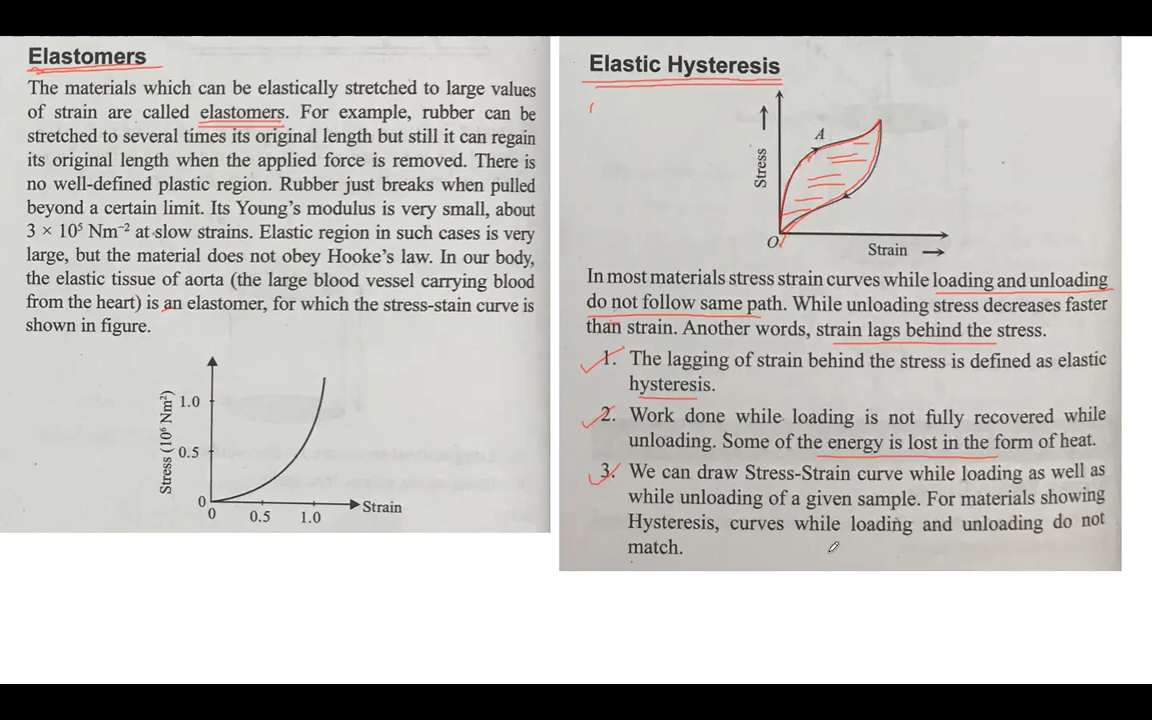 Elastomers
The materials which can be elastically stretched to large values
of strain are called elastomers. For example, rubber can be
stretched to several times its original length but still it can regain
its original length when the applied force is removed. There is
no well-defined plastic region. Rubber just breaks when pulled
beyond a certain limit. Its Young's modulus is very small, about
3 × 10⁵ Nm⁻² at slow strains. Elastic region in such cases is very
large, but the material does not obey Hooke's law. In our body,
the elastic tissue of aorta (the large blood vessel carrying blood
from the heart) is an elastomer, for which the stress-stain curve is
shown in figure.
Stress (10⁶ Nm²)
1.0
0.5
0
0
0.5
1.0
Strain
Elastic Hysteresis
Stress
A
O
Strain
In most materials stress strain curves while loading and unloading
do not follow same path. While unloading stress decreases faster
than strain. Another words, strain lags behind the stress.
1. The lagging of strain behind the stress is defined as elastic
hysteresis.
2. Work done while loading is not fully recovered while
unloading. Some of the energy is lost in the form of heat.
3. We can draw Stress-Strain curve while loading as well as
while unloading of a given sample. For materials showing
Hysteresis, curves while loading and unloading do not
match.